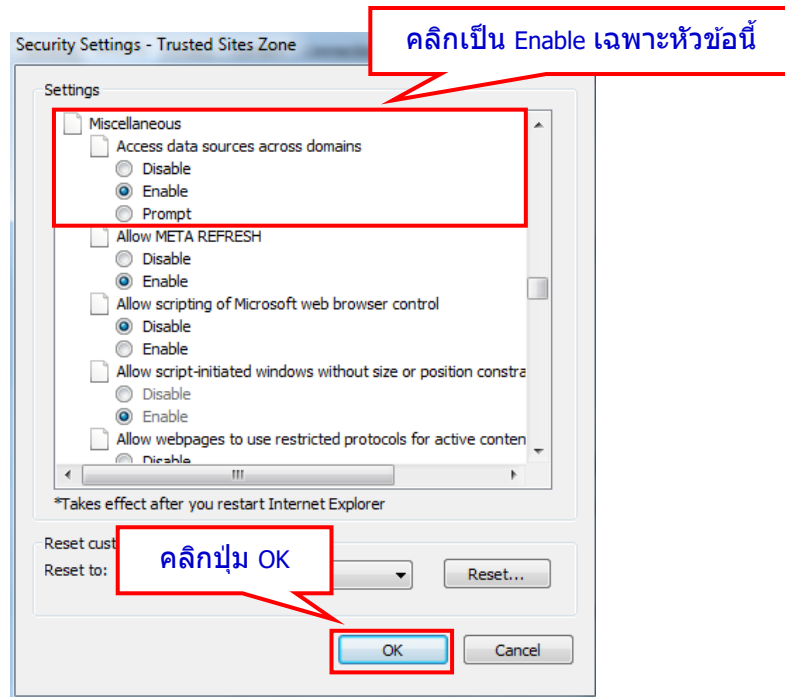 คลิกเป็น Enable เฉพาะหัวข้อนี้
Security Settings - Trusted Sites Zone
Settings
Miscellaneous
Access data sources across domains
Disable
Enable
Prompt
Allow META REFRESH
Disable
Enable
Allow scripting of Microsoft web browser control
Disable
Enable
Allow script-initiated windows without size or position constra
Disable
Enable
Allow webpages to use restricted protocols for active conten
Disable
*Takes effect after you restart Internet Explorer
Reset cust
คลิกปุ่ม OK
Reset to:
Reset...
OK
Cancel